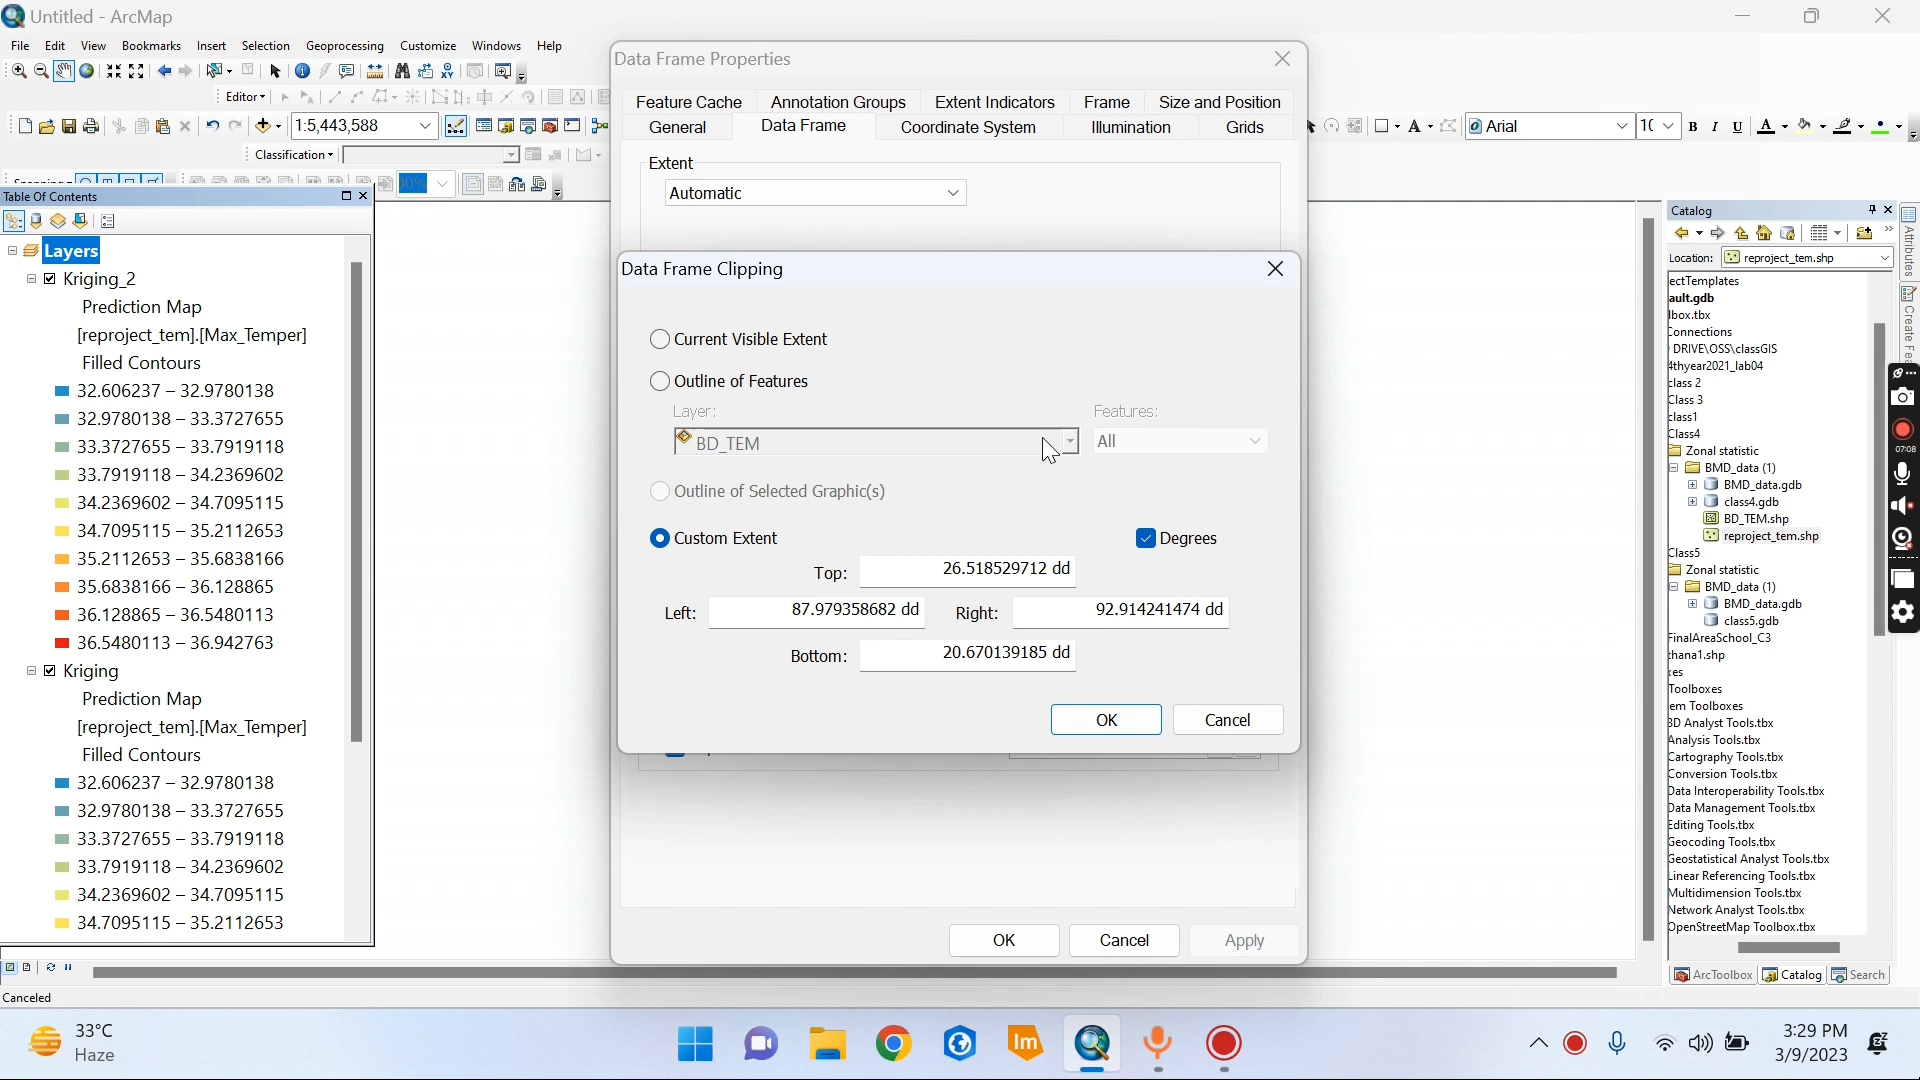 Untitled - ArcMap
File Edit View Bookmarks Insert Selection Geoprocessing Customize Windows Help
Editor
1:5,443,588
Arial
10
B I U A
Classification
100%
Table Of Contents
Layers
Kriging_2
Prediction Map
[reproject_tem].[Max_Temper]
Filled Contours
32.606237 – 32.9780138
32.9780138 – 33.3727655
33.3727655 – 33.7919118
33.7919118 – 34.2369602
34.2369602 – 34.7095115
34.7095115 – 35.2112653
35.2112653 – 35.6838166
35.6838166 – 36.128865
36.128865 – 36.5480113
36.5480113 – 36.942763
Kriging
Prediction Map
[reproject_tem].[Max_Temper]
Filled Contours
32.606237 – 32.9780138
32.9780138 – 33.3727655
33.3727655 – 33.7919118
33.7919118 – 34.2369602
34.2369602 – 34.7095115
34.7095115 – 35.2112653
Canceled
Data Frame Properties
Feature Cache Annotation Groups Extent Indicators Frame Size and Position
General Data Frame Coordinate System Illumination Grids
Extent
Automatic
Data Frame Clipping
Current Visible Extent
Outline of Features
Layer: Features:
BD_TEM All
Outline of Selected Graphic(s)
Custom Extent Degrees
Top: 26.518529712 dd
Left: 87.979358682 dd Right: 92.914241474 dd
Bottom: 20.670139185 dd
OK Cancel
OK Cancel Apply
Catalog
Location: reproject_tem.shp
ectTemplates
ault.gdb
lbox.tbx
Connections
DRIVE\OSS\classGIS
4thyear2021_lab04
class 2
Class 3
class1
Class4
Zonal statistic
BMD_data (1)
BMD_data.gdb
class4.gdb
BD_TEM.shp
reproject_tem.shp
Class5
Zonal statistic
BMD_data (1)
BMD_data.gdb
class5.gdb
FinalAreaSchool_C3
thana1.shp
xes
Toolboxes
em Toolboxes
3D Analyst Tools.tbx
Analysis Tools.tbx
Cartography Tools.tbx
Conversion Tools.tbx
Data Interoperability Tools.tbx
Data Management Tools.tbx
Editing Tools.tbx
Geocoding Tools.tbx
Geostatistical Analyst Tools.tbx
Linear Referencing Tools.tbx
Multidimension Tools.tbx
Network Analyst Tools.tbx
OpenStreetMap Toolbox.tbx
ArcToolbox Catalog Search
Attributes
Create Fea
07:08
33°C
Haze
Im
3:29 PM
3/9/2023